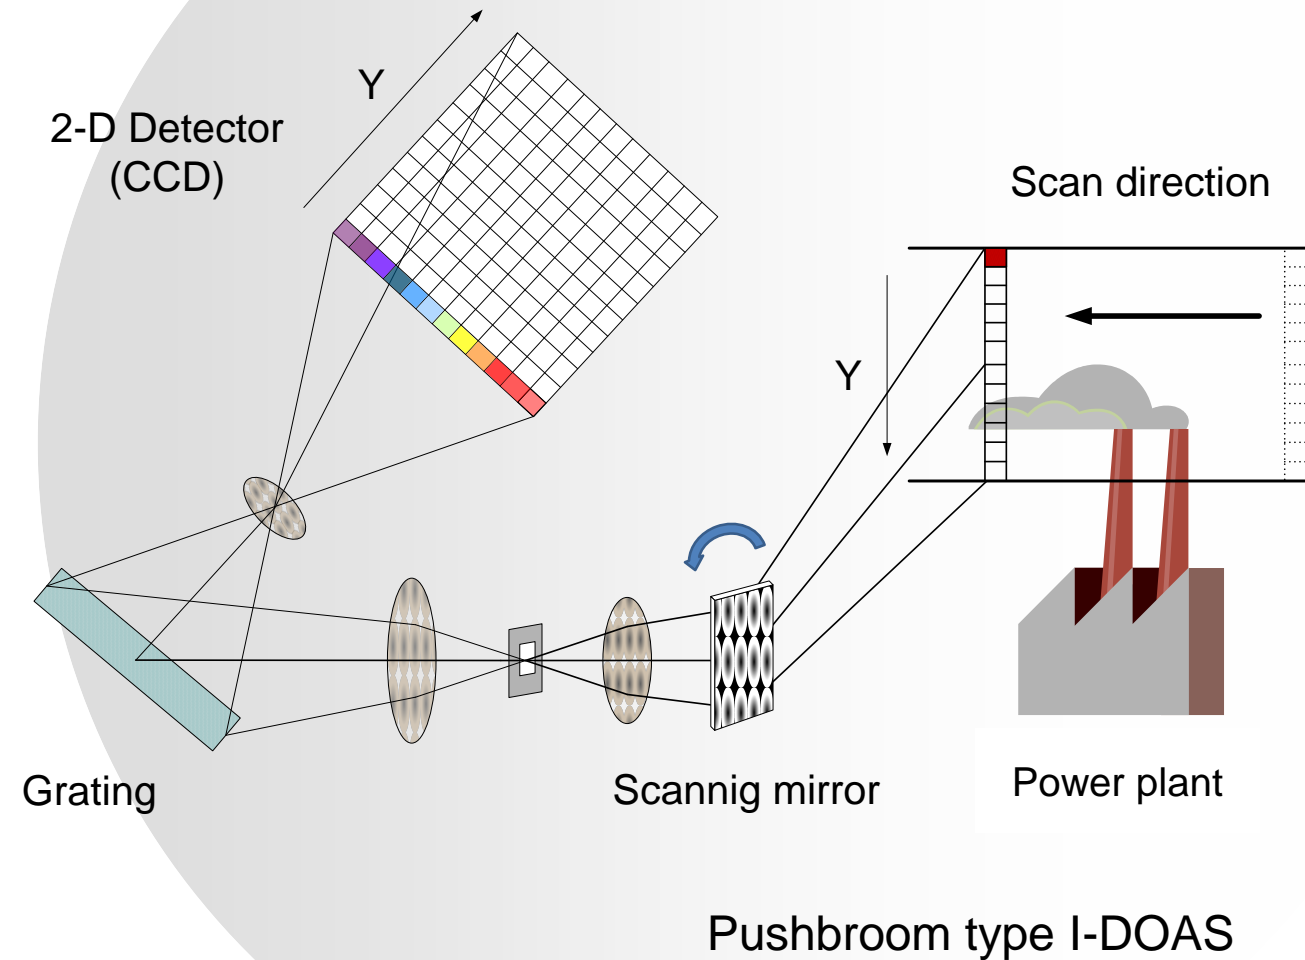 Y
2-D Detector
(CCD)
Scan direction
Y
Grating
Scannig mirror
Power plant
Pushbroom type I-DOAS